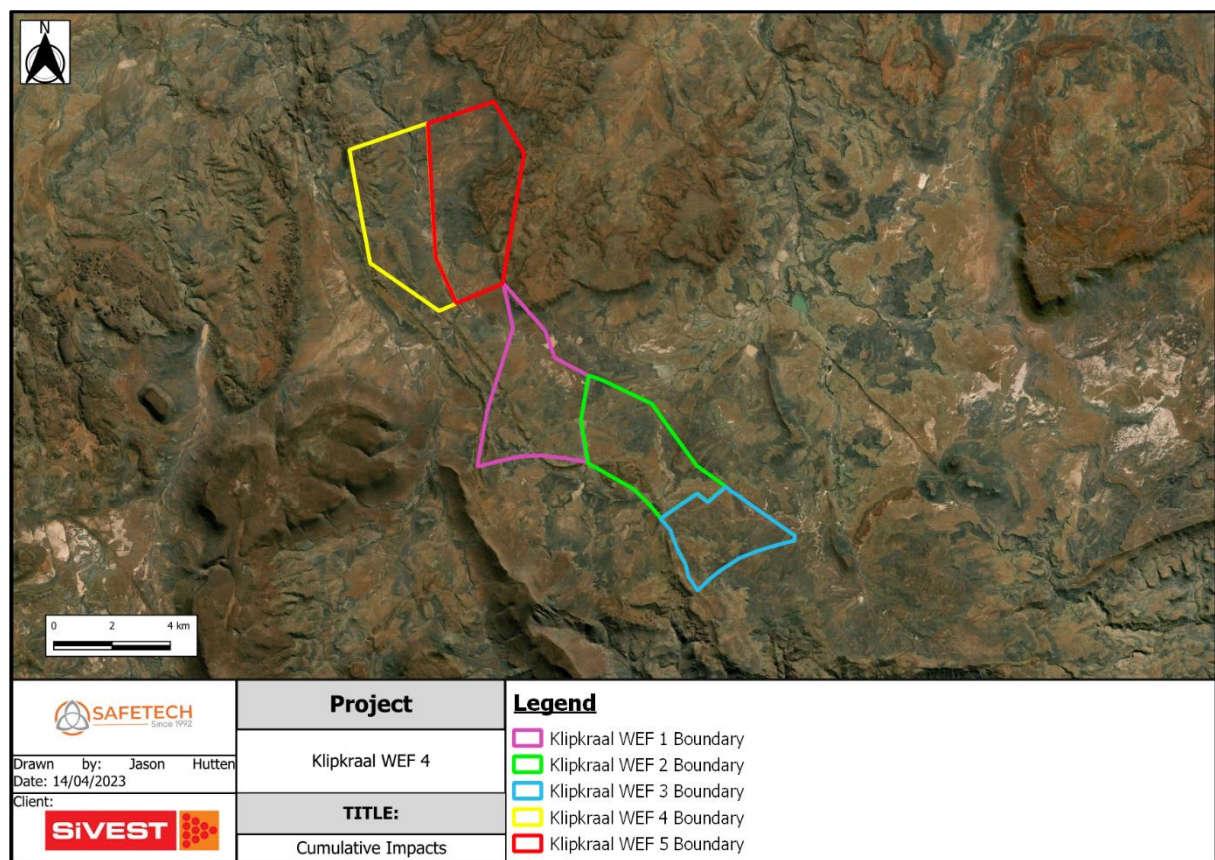 N
0 2 4 km
SAFETECH
Since 1992
Drawn by: Jason Hutten
Date: 14/04/2023
Client:
SiVEST
Project
Klipkraal WEF 4
TITLE:
Cumulative Impacts
Legend
Klipkraal WEF 1 Boundary
Klipkraal WEF 2 Boundary
Klipkraal WEF 3 Boundary
Klipkraal WEF 4 Boundary
Klipkraal WEF 5 Boundary